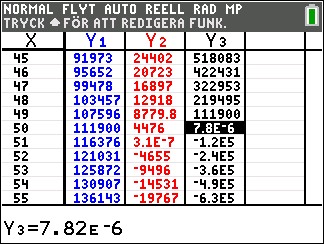 NORMAL FLYT AUTO REELL RAD MP
TRYCK FÖR ATT REDIGERA FUNK.
X Y1 Y2 Y3
45 91973 24402 518083
46 95652 20723 422431
47 99478 16897 322953
48 103457 12918 219495
49 107596 8779.8 111900
50 111900 4476 7.8E-6
51 116376 3.1E-7 -1.2E5
52 121031 -4655 -2.4E5
53 125872 -9496 -3.6E5
54 130907 -14531 -4.9E5
55 136143 -19767 -6.3E5
Y3=7.82E-6